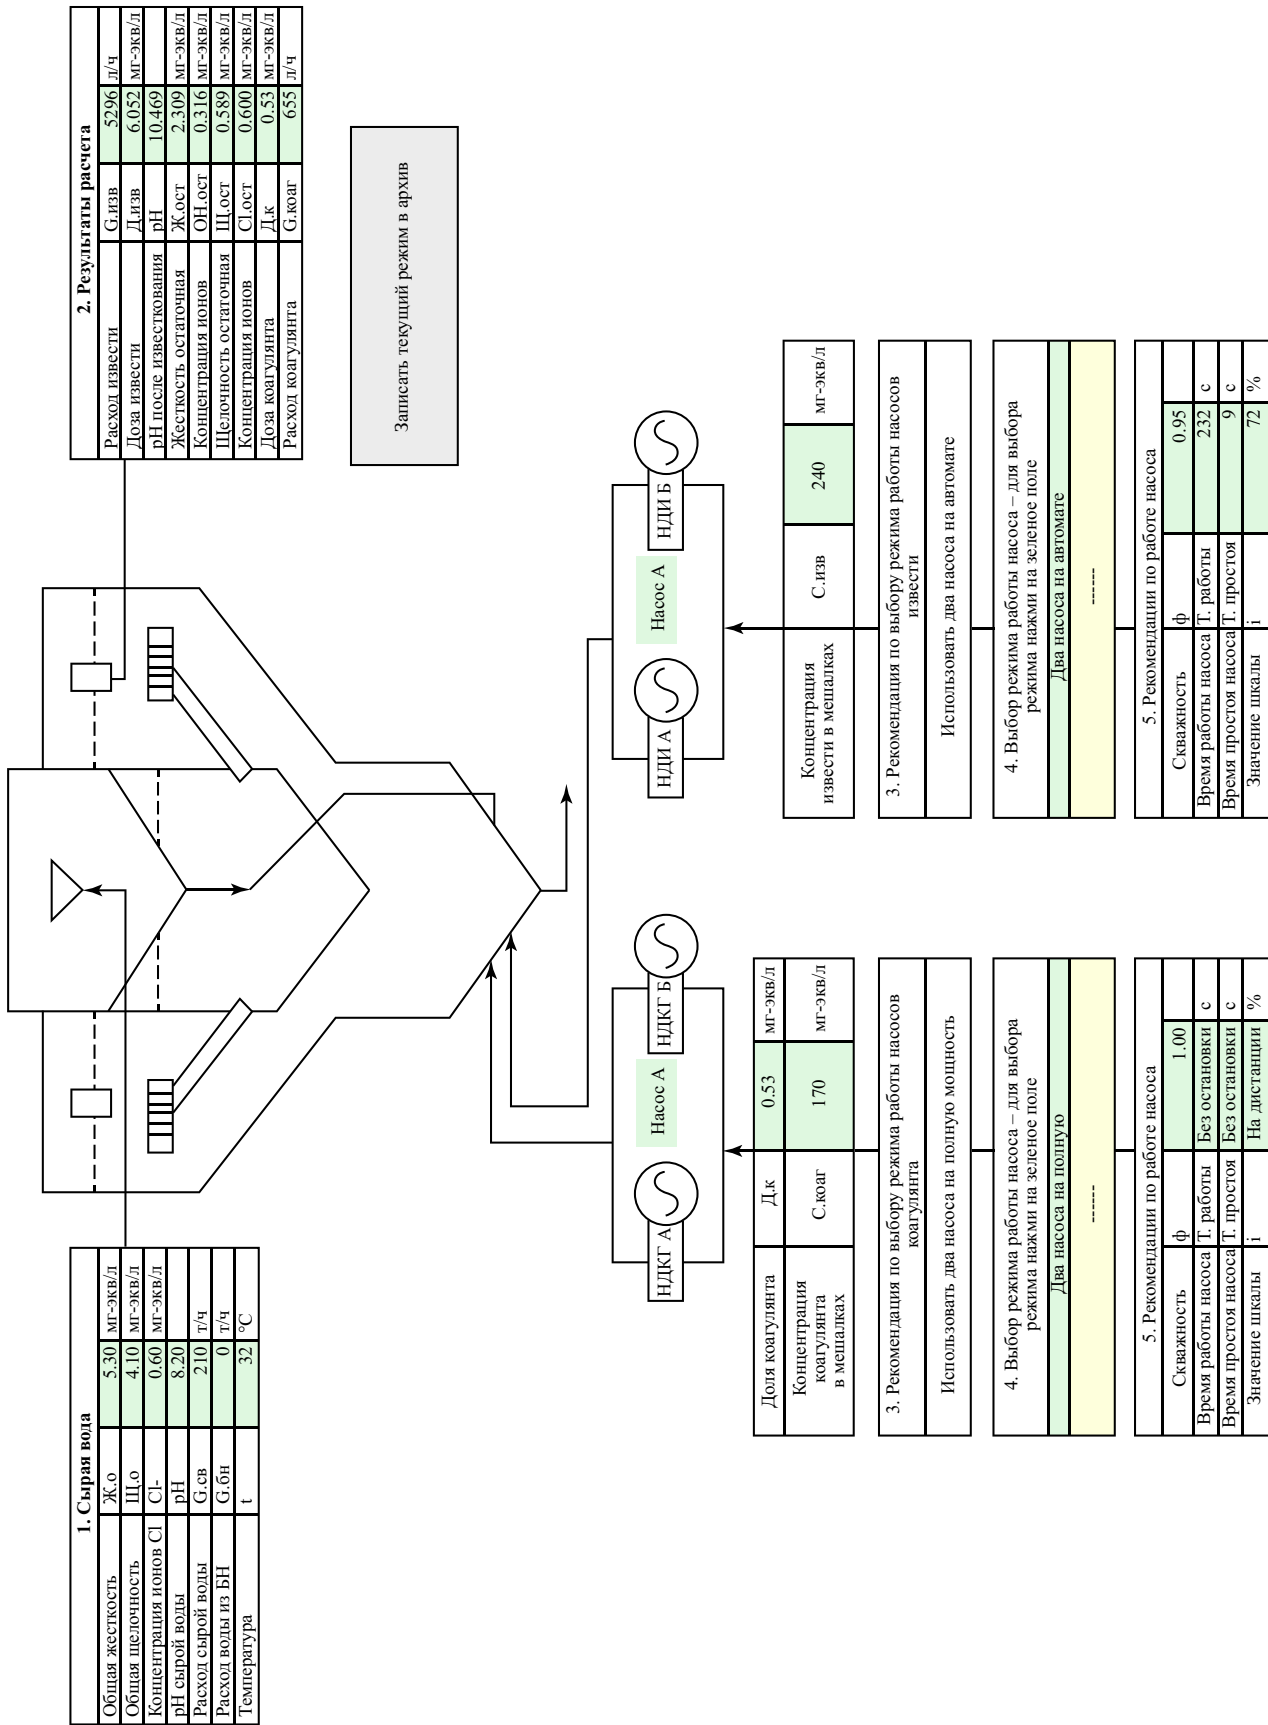 1. Сырая вода
Общая жесткость Ж.о 5.30 мг-экв/л
Общая щелочность Щ.о 4.10 мг-экв/л
Концентрация ионов Cl Cl- 0.60 мг-экв/л
pH сырой воды pH 8.20
Расход сырой воды G.св 210 т/ч
Расход воды из БН G.бн 0 т/ч
Температура t 32 °C
2. Результаты расчета
Расход извести G.изв 5296 л/ч
Доза извести Д.изв 6.052 мг-экв/л
pH после известкования pH 10.469
Жесткость остаточная Ж.ост 2.309 мг-экв/л
Концентрация ионов OH.ост 0.316 мг-экв/л
Щелочность остаточная Щ.ост 0.589 мг-экв/л
Концентрация ионов Cl.ост 0.600 мг-экв/л
Доза коагулянта Д.к 0.53 мг-экв/л
Расход коагулянта G.коаг 655 л/ч
Записать текущий режим в архив
НДКГ А
Насос А
НДКГ Б
Доля коагулянта Д.к 0.53 мг-экв/л
Концентрация
коагулянта
в мешалках
С.коаг 170 мг-экв/л
3. Рекомендация по выбору режима работы насосов
коагулянта
Использовать два насоса на полную мощность
4. Выбор режима работы насоса – для выбора
режима нажми на зеленое поле
Два насоса на полную
------
5. Рекомендации по работе насоса
Скважность ф 1.00
Время работы насоса Т. работы Без остановки с
Время простоя насоса Т. простоя Без остановки с
Значение шкалы i На дистанции %
НДИ А
Насос А
НДИ Б
Концентрация
извести в мешалках
С.изв 240 мг-экв/л
3. Рекомендация по выбору режима работы насосов
извести
Использовать два насоса на автомате
4. Выбор режима работы насоса – для выбора
режима нажми на зеленое поле
Два насоса на автомате
------
5. Рекомендации по работе насоса
Скважность ф 0.95
Время работы насоса Т. работы 232 с
Время простоя насоса Т. простоя 9 с
Значение шкалы i 72 %